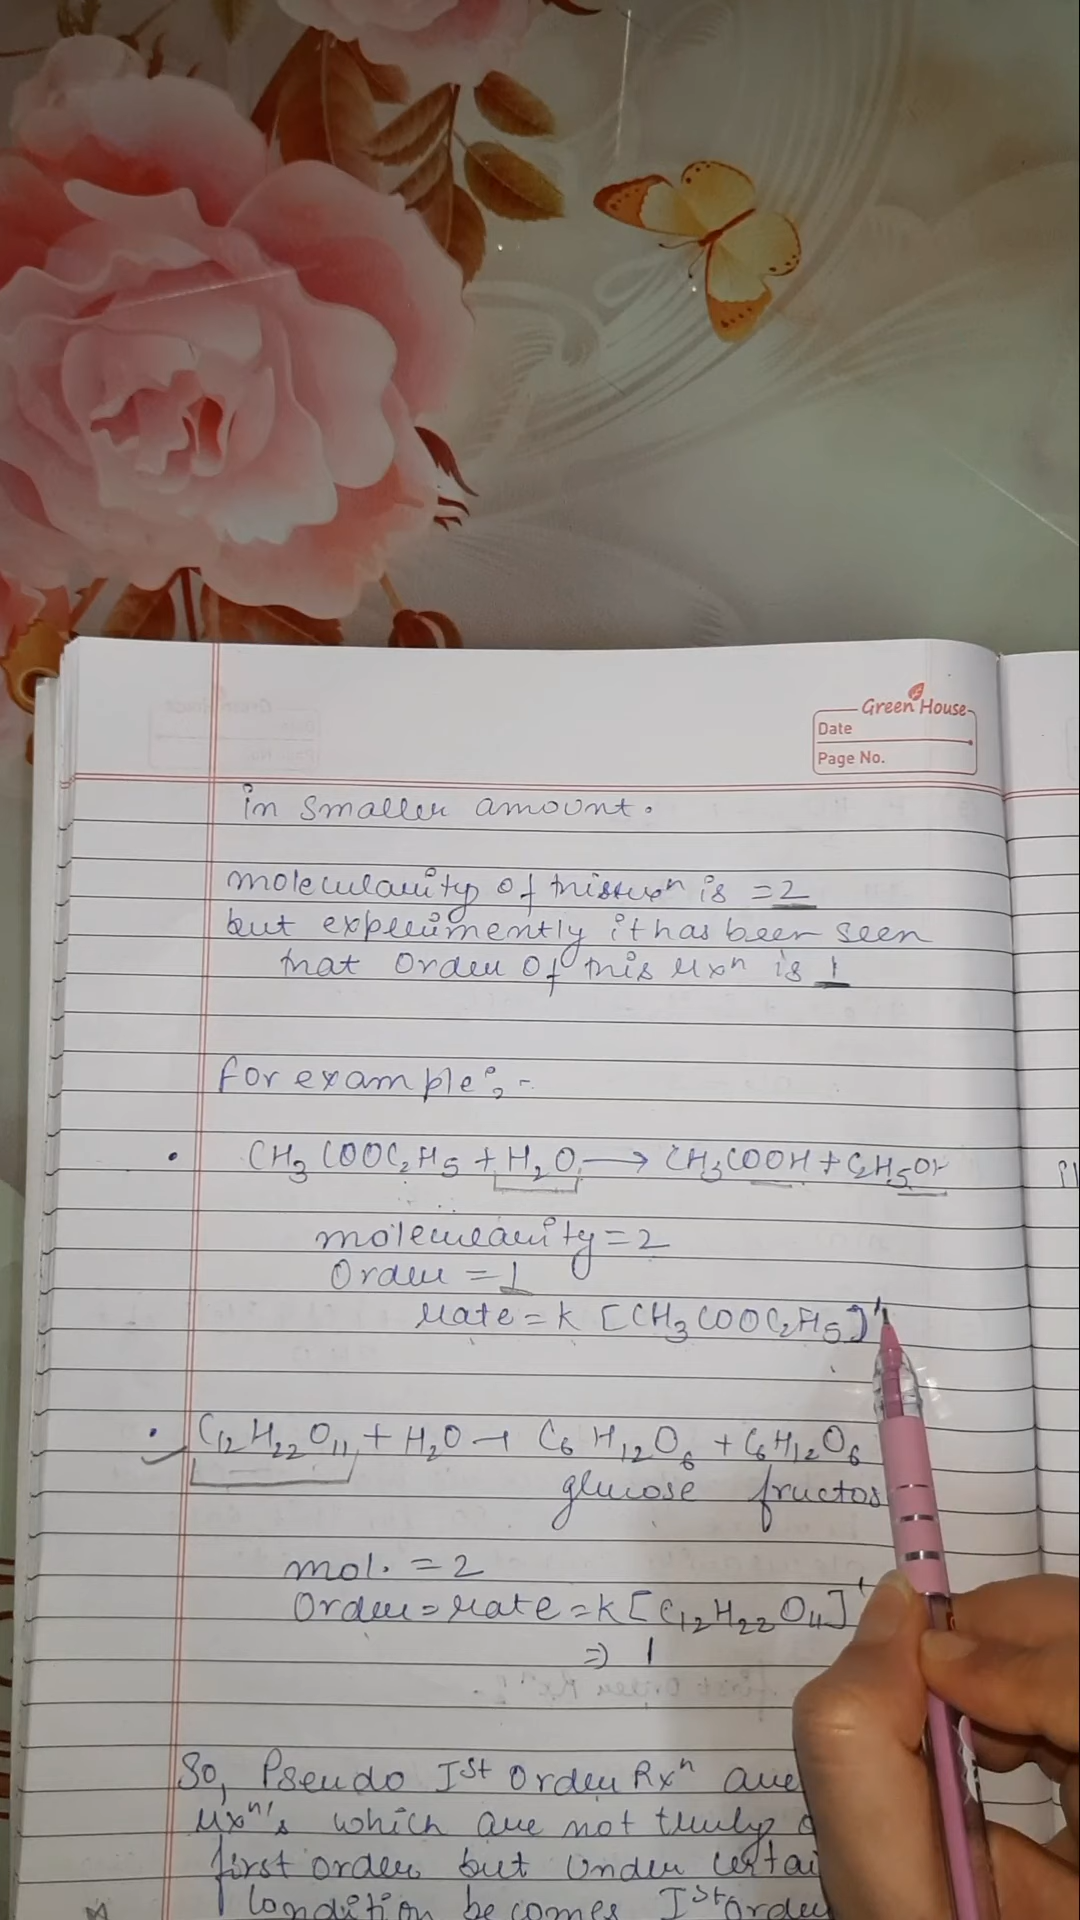 Green House
Date
Page No.
in smaller amount.
molecularity of this rxⁿ is = 2
but experimently it has been seen
that order of this rxⁿ is 1
for example:-
• CH₃COOC₂H₅ + H₂O → CH₃COOH + C₂H₅OH
molecularity = 2
Order = 1
Rate = k [CH₃COOC₂H₅]¹
• C₁₂H₂₂O₁₁ + H₂O → C₆H₁₂O₆ + C₆H₁₂O₆
glucose fructos
mol. = 2
Order = rate = k [C₁₂H₂₂O₁₁]¹
⇒ 1
So, Pseudo Iˢᵗ Order Rxⁿ are
rxⁿ's which are not truly
first order but under certai
condition becomes Iˢᵗ order